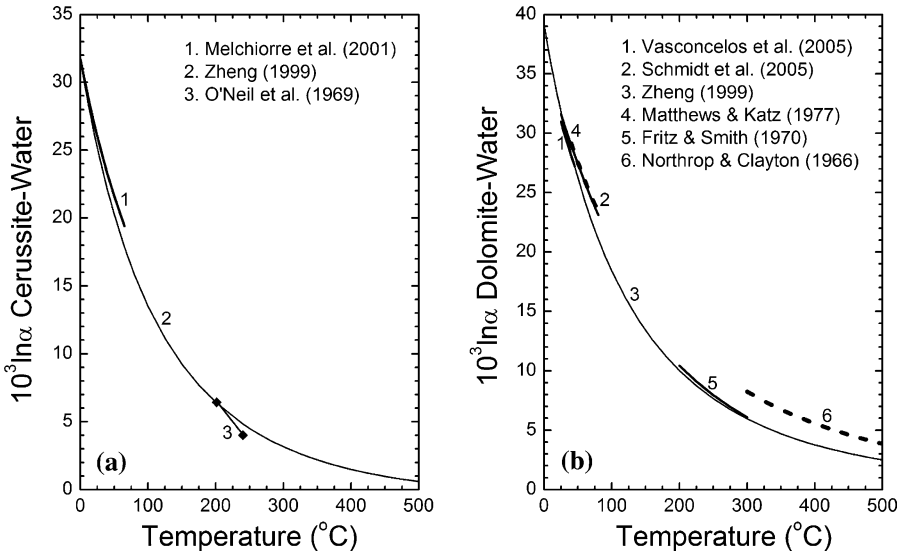 35
30
25
20
15
10
5
0
10³lnα Cerussite-Water
1. Melchiorre et al. (2001)
2. Zheng (1999)
3. O'Neil et al. (1969)
1
2
3
(a)
0 100 200 300 400 500
Temperature (°C)
40
35
30
25
20
15
10
5
0
10³lnα Dolomite-Water
1. Vasconcelos et al. (2005)
2. Schmidt et al. (2005)
3. Zheng (1999)
4. Matthews & Katz (1977)
5. Fritz & Smith (1970)
6. Northrop & Clayton (1966)
4
1
2
3
5
6
(b)
0 100 200 300 400 500
Temperature (°C)